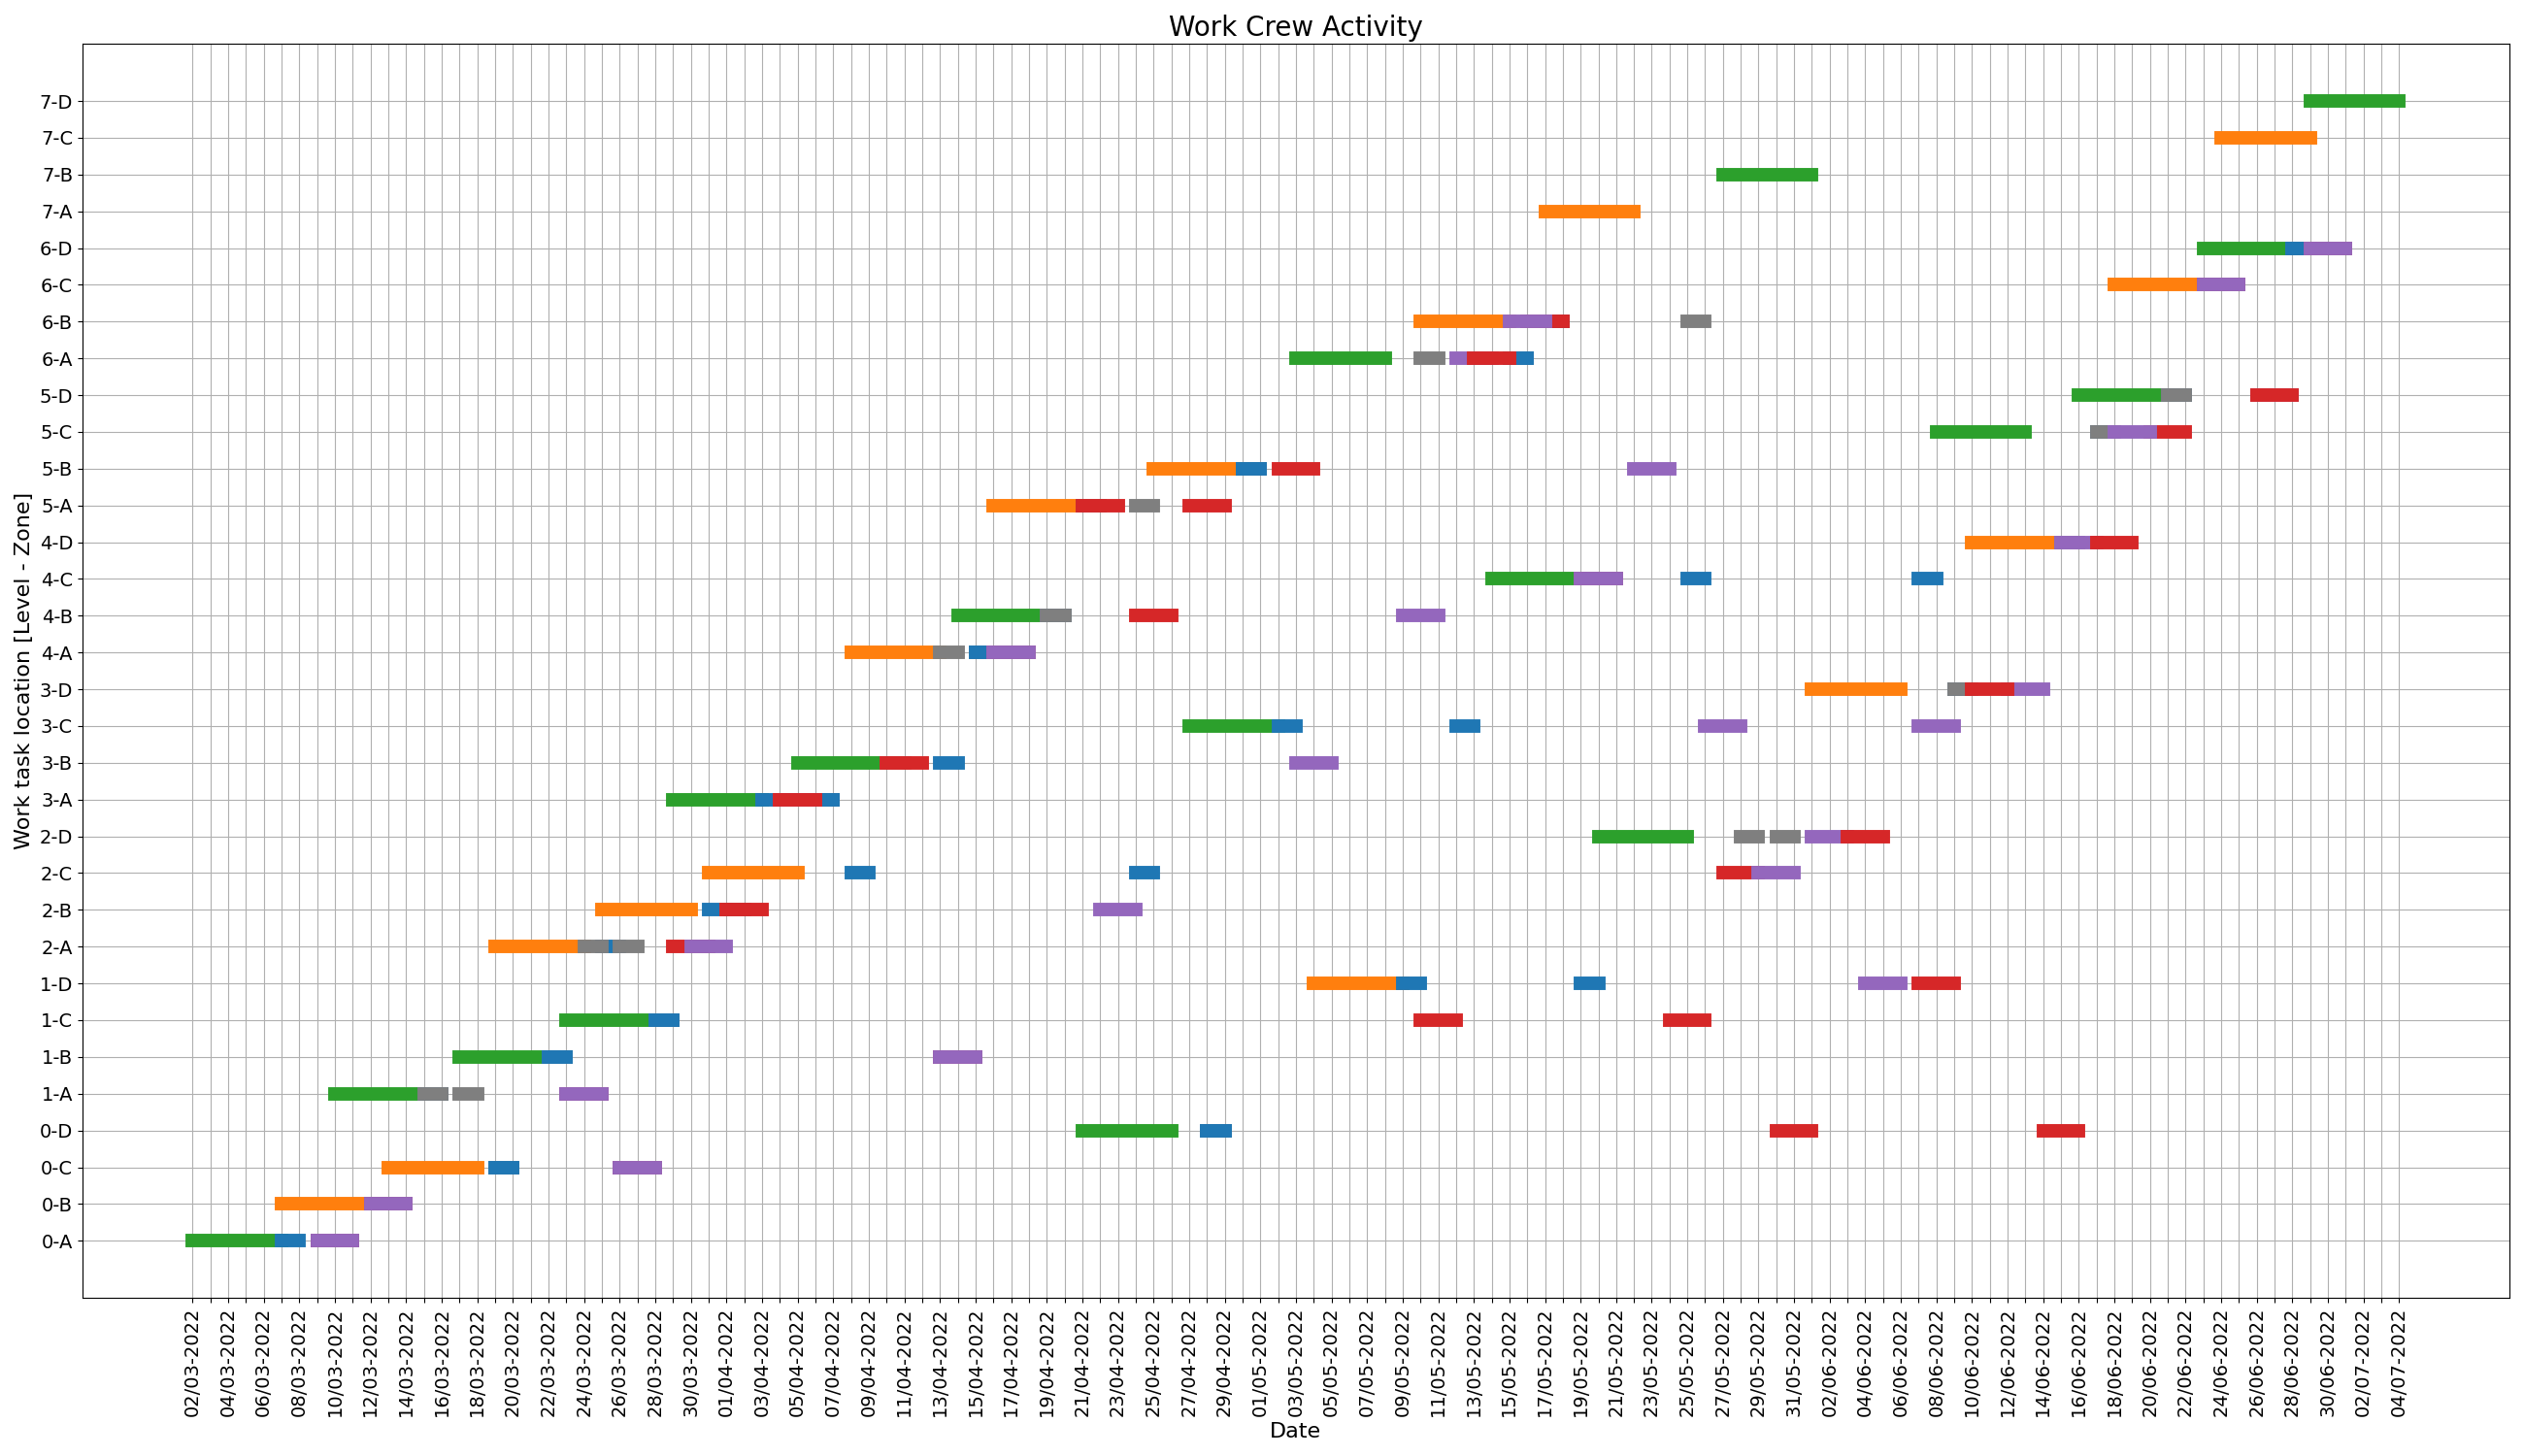 Work Crew Activity
Work task location [Level - Zone]
7-D
7-C
7-B
7-A
6-D
6-C
6-B
6-A
5-D
5-C
5-B
5-A
4-D
4-C
4-B
4-A
3-D
3-C
3-B
3-A
2-D
2-C
2-B
2-A
1-D
1-C
1-B
1-A
0-D
0-C
0-B
0-A
02/03-2022
04/03-2022
06/03-2022
08/03-2022
10/03-2022
12/03-2022
14/03-2022
16/03-2022
18/03-2022
20/03-2022
22/03-2022
24/03-2022
26/03-2022
28/03-2022
30/03-2022
01/04-2022
03/04-2022
05/04-2022
07/04-2022
09/04-2022
11/04-2022
13/04-2022
15/04-2022
17/04-2022
19/04-2022
21/04-2022
23/04-2022
25/04-2022
27/04-2022
29/04-2022
01/05-2022
03/05-2022
05/05-2022
07/05-2022
09/05-2022
11/05-2022
13/05-2022
15/05-2022
17/05-2022
19/05-2022
21/05-2022
23/05-2022
25/05-2022
27/05-2022
29/05-2022
31/05-2022
02/06-2022
04/06-2022
06/06-2022
08/06-2022
10/06-2022
12/06-2022
14/06-2022
16/06-2022
18/06-2022
20/06-2022
22/06-2022
24/06-2022
26/06-2022
28/06-2022
30/06-2022
02/07-2022
04/07-2022
Date